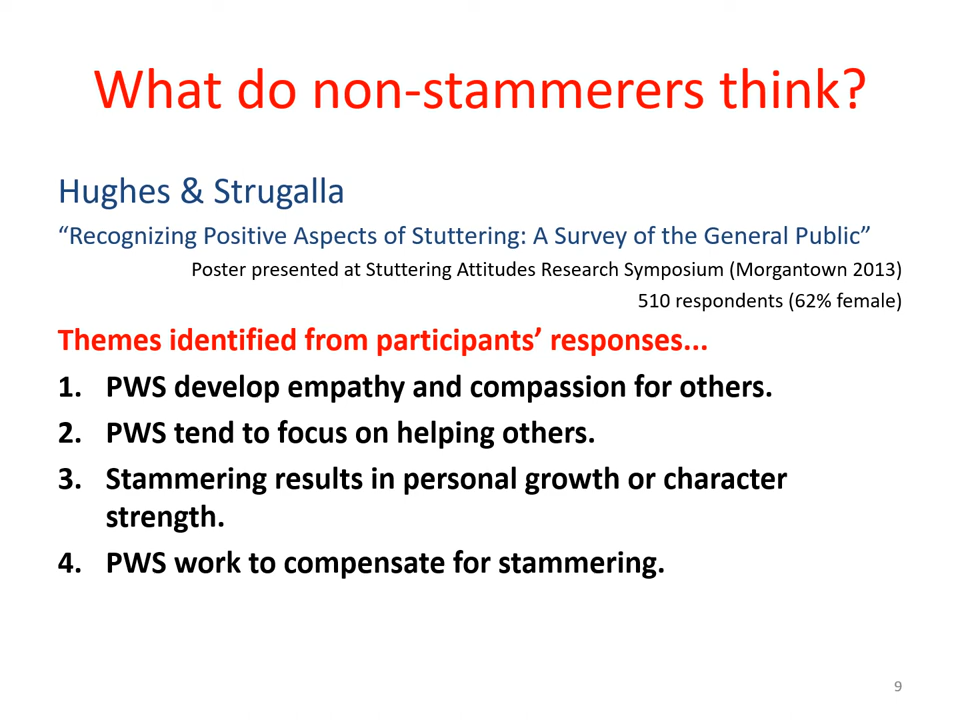 What do non-stammerers think?
Hughes & Strugalla
“Recognizing Positive Aspects of Stuttering: A Survey of the General Public”
Poster presented at Stuttering Attitudes Research Symposium (Morgantown 2013)
510 respondents (62% female)
Themes identified from participants’ responses...
1. PWS develop empathy and compassion for others.
2. PWS tend to focus on helping others.
3. Stammering results in personal growth or character
strength.
4. PWS work to compensate for stammering.
9